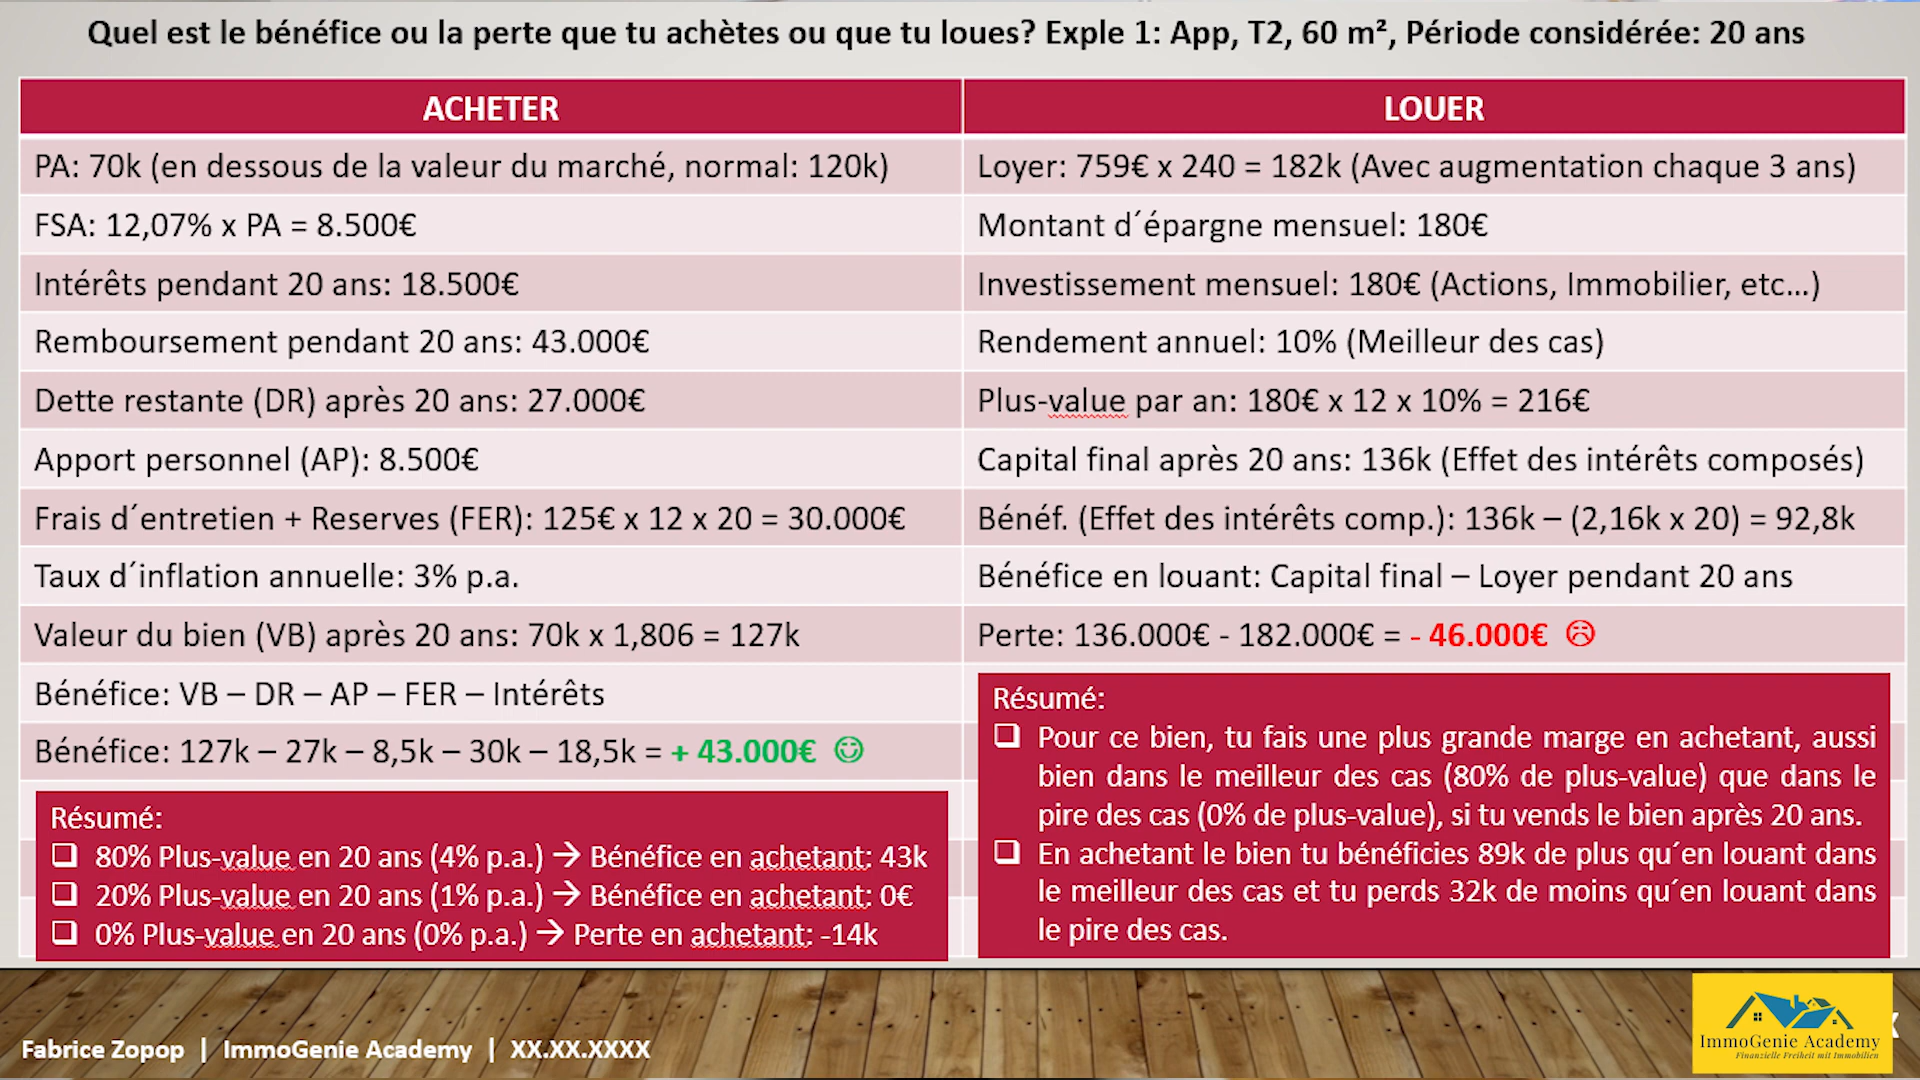 Quel est le bénéfice ou la perte que tu achètes ou que tu loues? Exple 1: App, T2, 60 m², Période considérée: 20 ans
ACHETER
PA: 70k (en dessous de la valeur du marché, normal: 120k)
FSA: 12,07% x PA = 8.500€
Intérêts pendant 20 ans: 18.500€
Remboursement pendant 20 ans: 43.000€
Dette restante (DR) après 20 ans: 27.000€
Apport personnel (AP): 8.500€
Frais d´entretien + Reserves (FER): 125€ x 12 x 20 = 30.000€
Taux d´inflation annuelle: 3% p.a.
Valeur du bien (VB) après 20 ans: 70k x 1,806 = 127k
Bénéfice: VB – DR – AP – FER – Intérêts
Bénéfice: 127k – 27k – 8,5k – 30k – 18,5k = + 43.000€ ☺
Résumé:
❑ 80% Plus-value en 20 ans (4% p.a.) → Bénéfice en achetant: 43k
❑ 20% Plus-value en 20 ans (1% p.a.) → Bénéfice en achetant: 0€
❑ 0% Plus-value en 20 ans (0% p.a.) → Perte en achetant: -14k
LOUER
Loyer: 759€ x 240 = 182k (Avec augmentation chaque 3 ans)
Montant d´épargne mensuel: 180€
Investissement mensuel: 180€ (Actions, Immobilier, etc…)
Rendement annuel: 10% (Meilleur des cas)
Plus-value par an: 180€ x 12 x 10% = 216€
Capital final après 20 ans: 136k (Effet des intérêts composés)
Bénéf. (Effet des intérêts comp.): 136k – (2,16k x 20) = 92,8k
Bénéfice en louant: Capital final – Loyer pendant 20 ans
Perte: 136.000€ - 182.000€ = - 46.000€ ☹
Résumé:
❑ Pour ce bien, tu fais une plus grande marge en achetant, aussi
bien dans le meilleur des cas (80% de plus-value) que dans le
pire des cas (0% de plus-value), si tu vends le bien après 20 ans.
❑ En achetant le bien tu bénéficies 89k de plus qu´en louant dans
le meilleur des cas et tu perds 32k de moins qu´en louant dans
le pire des cas.
Fabrice Zopop | ImmoGenie Academy | XX.XX.XXXX
X
ImmoGenie Academy
Finanzielle Freiheit mit Immobilien